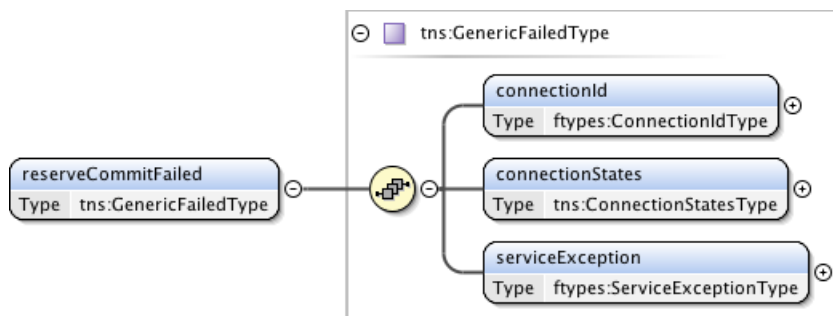 tns:GenericFailedType
connectionId
Type ftypes:ConnectionIdType
reserveCommitFailed
Type tns:GenericFailedType
connectionStates
Type tns:ConnectionStatesType
serviceException
Type ftypes:ServiceExceptionType